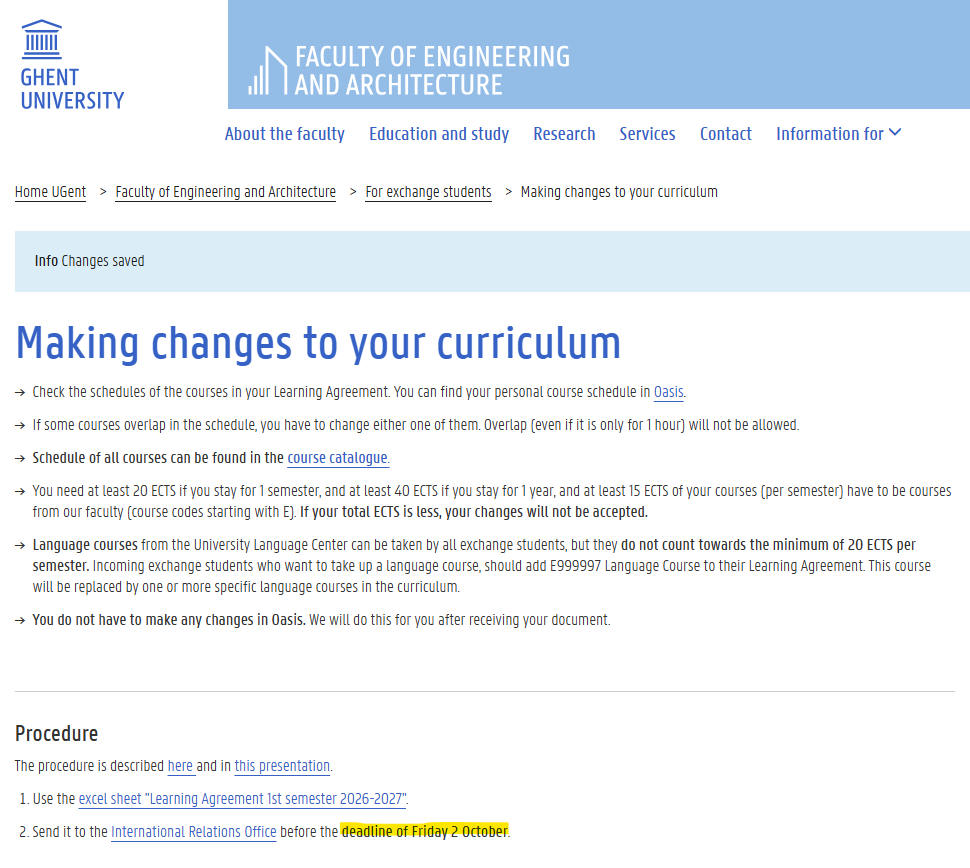 GHENT
UNIVERSITY
FACULTY OF ENGINEERING
AND ARCHITECTURE
About the faculty Education and study Research Services Contact Information for
Home UGent > Faculty of Engineering and Architecture > For exchange students > Making changes to your curriculum
Info Changes saved
Making changes to your curriculum
→ Check the schedules of the courses in your Learning Agreement. You can find your personal course schedule in Oasis.
→ If some courses overlap in the schedule, you have to change either one of them. Overlap (even if it is only for 1 hour) will not be allowed.
→ Schedule of all courses can be found in the course catalogue.
→ You need at least 20 ECTS if you stay for 1 semester, and at least 40 ECTS if you stay for 1 year, and at least 15 ECTS of your courses (per semester) have to be courses
from our faculty (course codes starting with E). If your total ECTS is less, your changes will not be accepted.
→ Language courses from the University Language Center can be taken by all exchange students, but they do not count towards the minimum of 20 ECTS per
semester. Incoming exchange students who want to take up a language course, should add E999997 Language Course to their Learning Agreement. This course
will be replaced by one or more specific language courses in the curriculum.
→ You do not have to make any changes in Oasis. We will do this for you after receiving your document.
Procedure
The procedure is described here and in this presentation.
1. Use the excel sheet "Learning Agreement 1st semester 2026-2027".
2. Send it to the International Relations Office before the deadline of Friday 2 October.